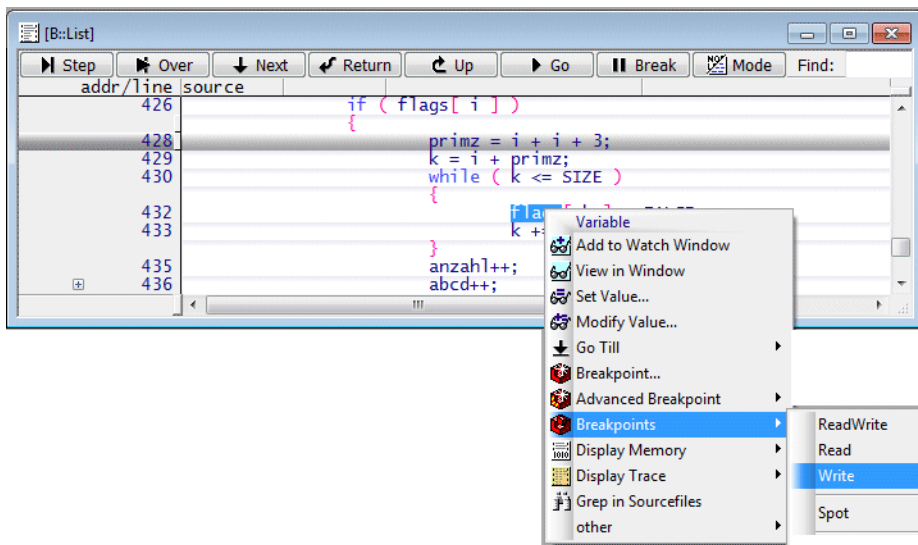 [B::List]
Step Over Next Return Up Go Break Mode Find:
addr/line source
426 if ( flags[ i ] )
{
428 primz = i + i + 3;
429 k = i + primz;
430 while ( k <= SIZE )
{
432
433 k +=
}
435 anzahl++;
436 abcd++;
Variable
Add to Watch Window
View in Window
Set Value...
Modify Value...
Go Till
Breakpoint...
Advanced Breakpoint
Breakpoints
Display Memory
Display Trace
Grep in Sourcefiles
other
ReadWrite
Read
Write
Spot